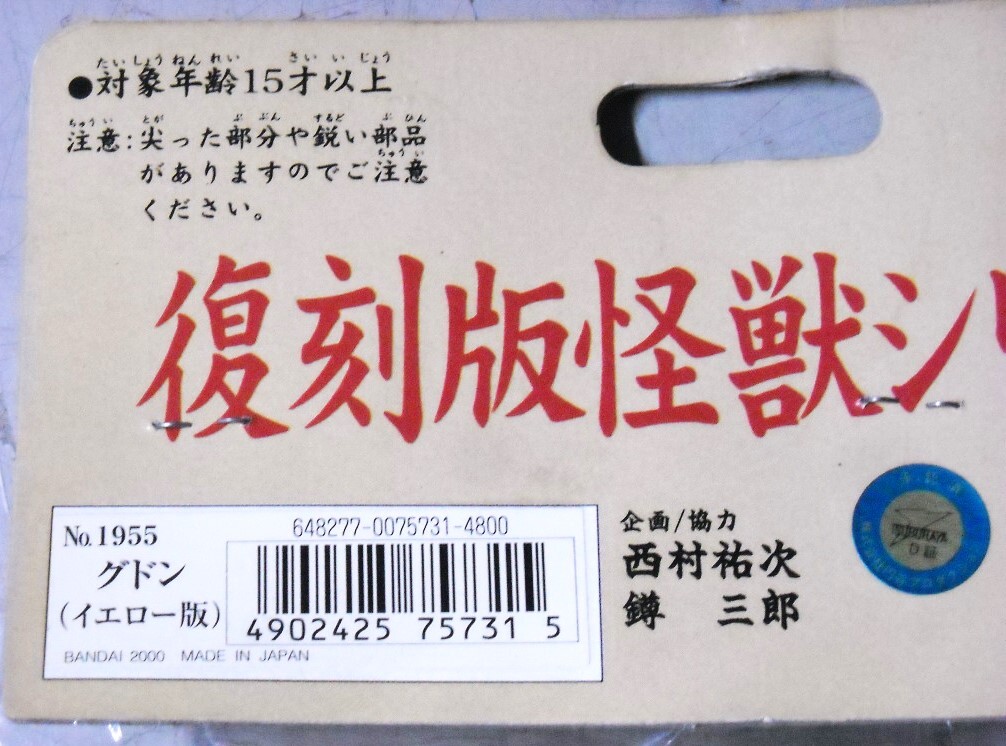 ●対象年齢15才以上
注意:尖った部分や鋭い部品
がありますのでご注意
ください。
復刻版怪獣シ
No.1955
グドン
(イエロー版)
648277-0075731-4800
4902425 75731 5
BANDAI 2000 MADE IN JAPAN
企画/協力
西村祐次
鐏 三郎